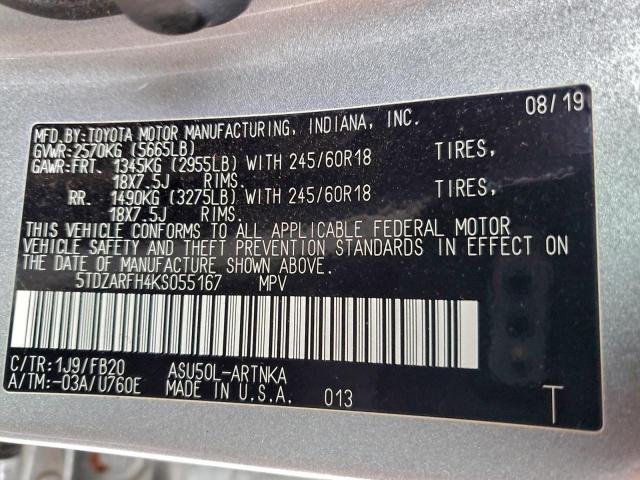 08/19
MFD.BY:TOYOTA MOTOR MANUFACTURING, INDIANA, INC.
GVWR:2570KG (5665LB)
GAWR:FRT. 1345KG (2955LB) WITH 245/60R18 TIRES,
18X7.5J RIMS.
RR. 1490KG (3275LB) WITH 245/60R18 TIRES,
18X7.5J RIMS.
THIS VEHICLE CONFORMS TO ALL APPLICABLE FEDERAL MOTOR
VEHICLE SAFETY AND THEFT PREVENTION STANDARDS IN EFFECT ON
THE DATE OF MANUFACTURE SHOWN ABOVE.
5TDZARFH4KS055167 MPV
C/TR:1J9/FB20 ASU50L-ARTNKA
A/TM:-03A/U760E MADE IN U.S.A. 013 T